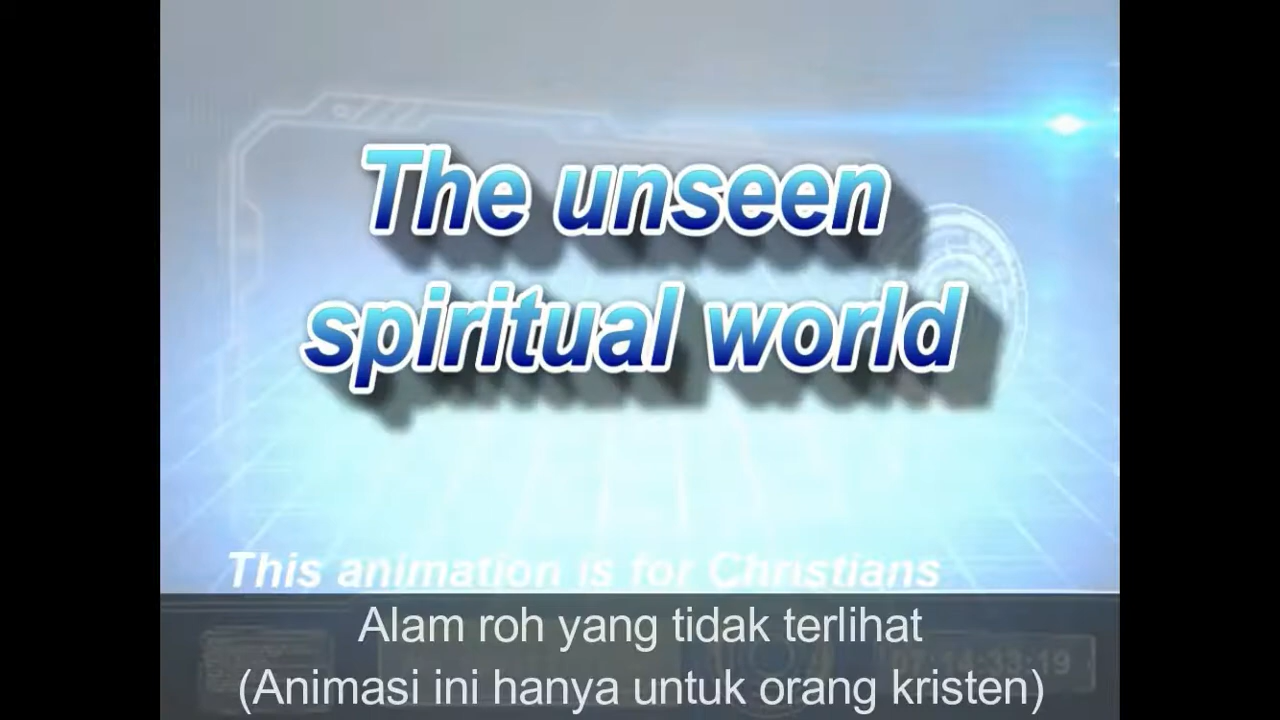 The unseen
spiritual world
This animation is for Christians
Alam roh yang tidak terlihat
(Animasi ini hanya untuk orang kristen)